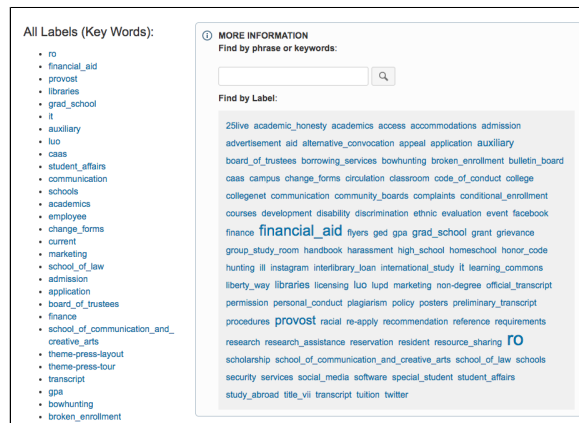 All Labels (Key Words):
ro
financial_aid
provost
libraries
grad_school
it
auxiliary
luo
caas
student_affairs
communication
schools
academics
employee
change_forms
current
marketing
school_of_law
admission
application
board_of_trustees
finance
school_of_communication_and_
creative_arts
theme-press-layout
theme-press-tour
transcript
gpa
bowhunting
broken_enrollment
MORE INFORMATION
Find by phrase or keywords:
Find by Label:
25live academic_honesty academics access accommodations admission
advertisement aid alternative_convocation appeal application auxiliary
board_of_trustees borrowing_services bowhunting broken_enrollment bulletin_board
caas campus change_forms circulation classroom code_of_conduct college
collegenet communication community_boards complaints conditional_enrollment
courses development disability discrimination ethnic evaluation event facebook
finance financial_aid flyers ged gpa grad_school grant grievance
group_study_room handbook harassment high_school homeschool honor_code
hunting ill instagram interlibrary_loan international_study it learning_commons
liberty_way libraries licensing luo lupd marketing non-degree official_transcript
permission personal_conduct plagiarism policy posters preliminary_transcript
procedures provost racial re-apply recommendation reference requirements
research research_assistance reservation resident resource_sharing ro
scholarship school_of_communication_and_creative_arts school_of_law schools
security services social_media software special_student student_affairs
study_abroad title_vii transcript tuition twitter